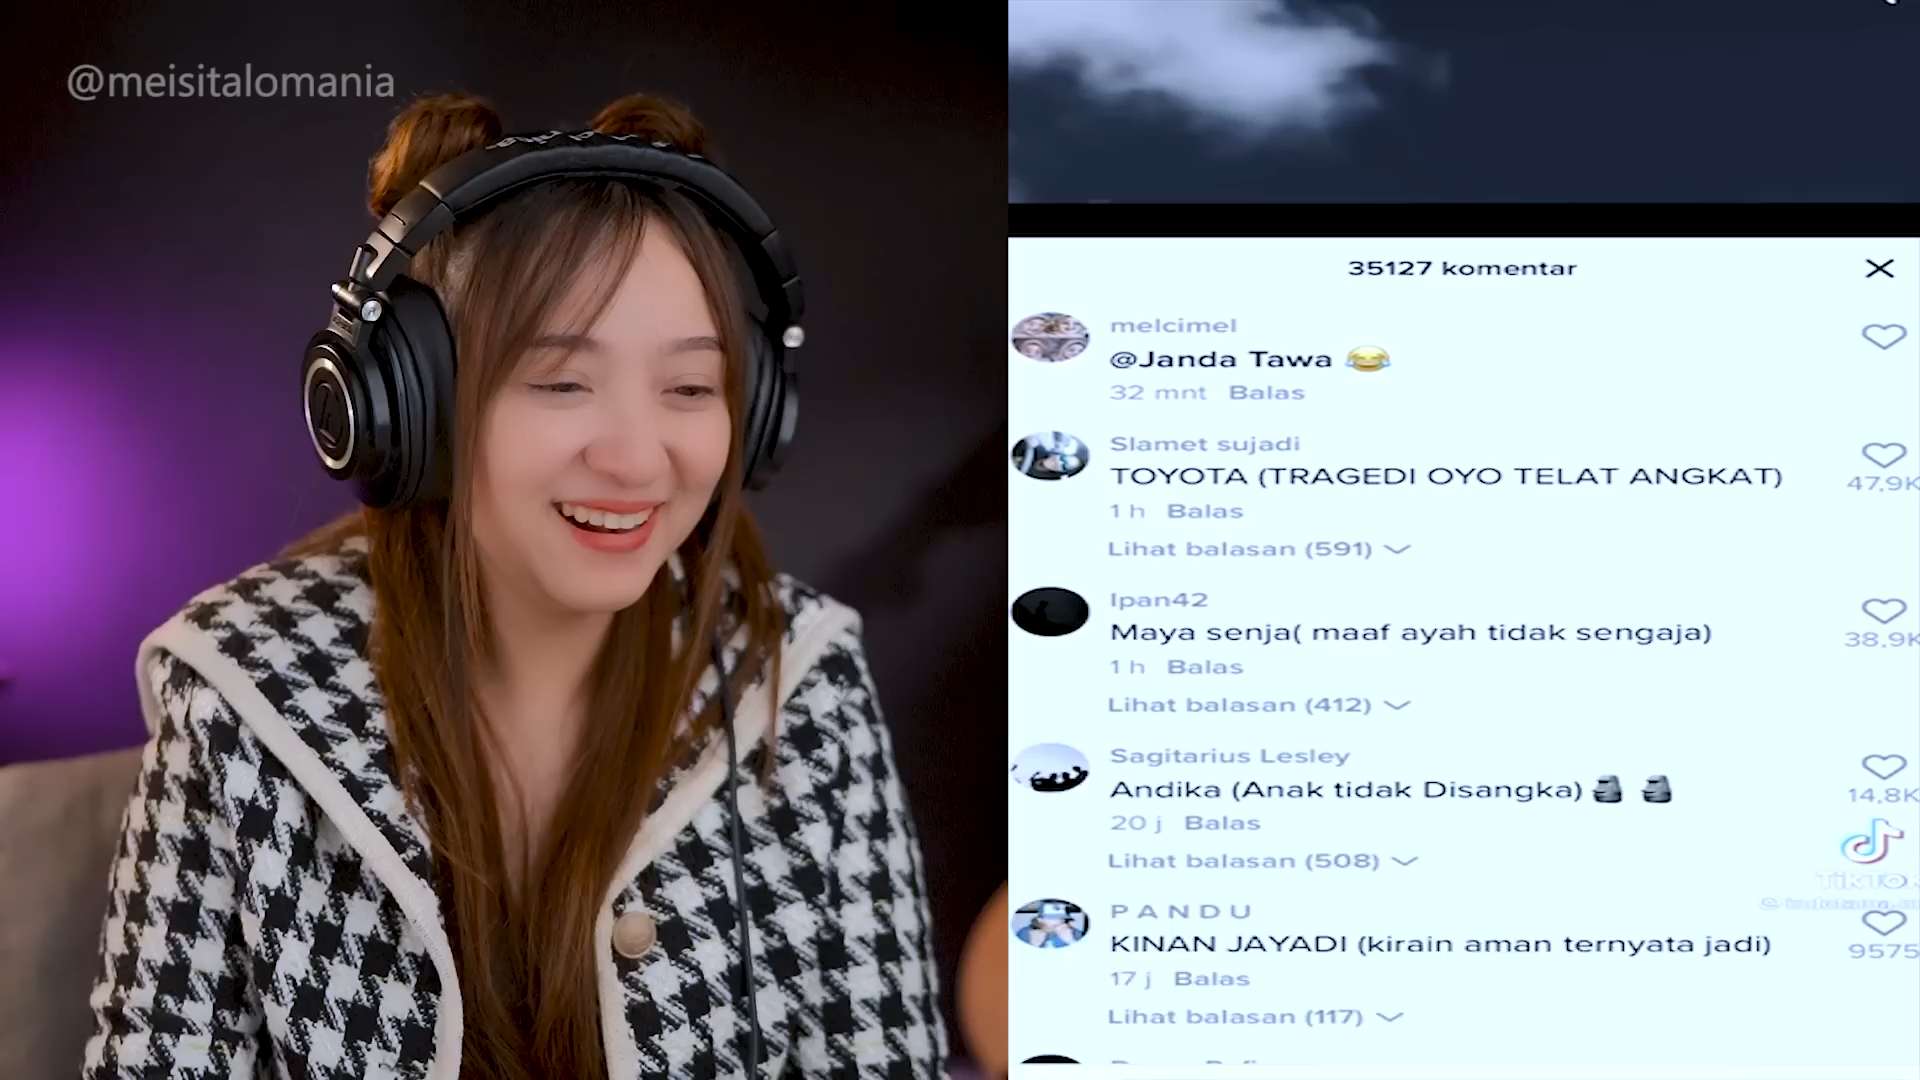 @meisitalomania
35127 komentar
melcimel
@Janda Tawa 😂
32 mnt Balas
Slamet sujadi
TOYOTA (TRAGEDI OYO TELAT ANGKAT)
47,9K
1 h Balas
Lihat balasan (591)
Ipan42
Maya senja( maaf ayah tidak sengaja)
38,9K
1 h Balas
Lihat balasan (412)
Sagitarius Lesley
Andika (Anak tidak Disangka) 🗿 🗿
14,8K
20 j Balas
Lihat balasan (508)
TikTok
P A N D U
KINAN JAYADI (kirain aman ternyata jadi)
9575
17 j Balas
Lihat balasan (117)